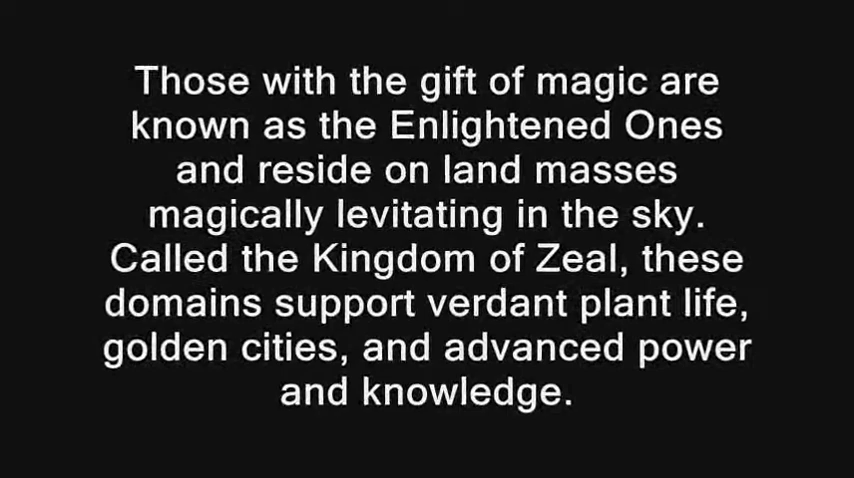 Those with the gift of magic are
known as the Enlightened Ones
and reside on land masses
magically levitating in the sky.
Called the Kingdom of Zeal, these
domains support verdant plant life,
golden cities, and advanced power
and knowledge.